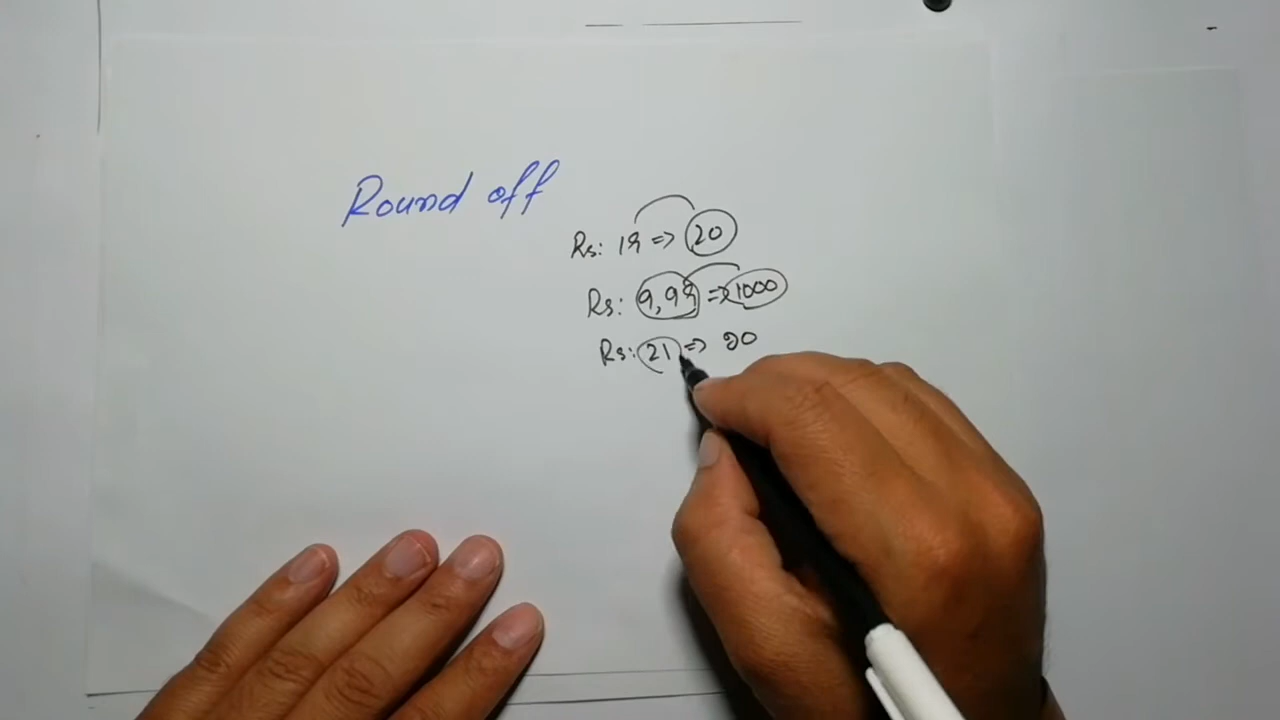 Round off
Rs: 19 => 20
Rs: 9,99 => 1000
Rs: 21 => 20